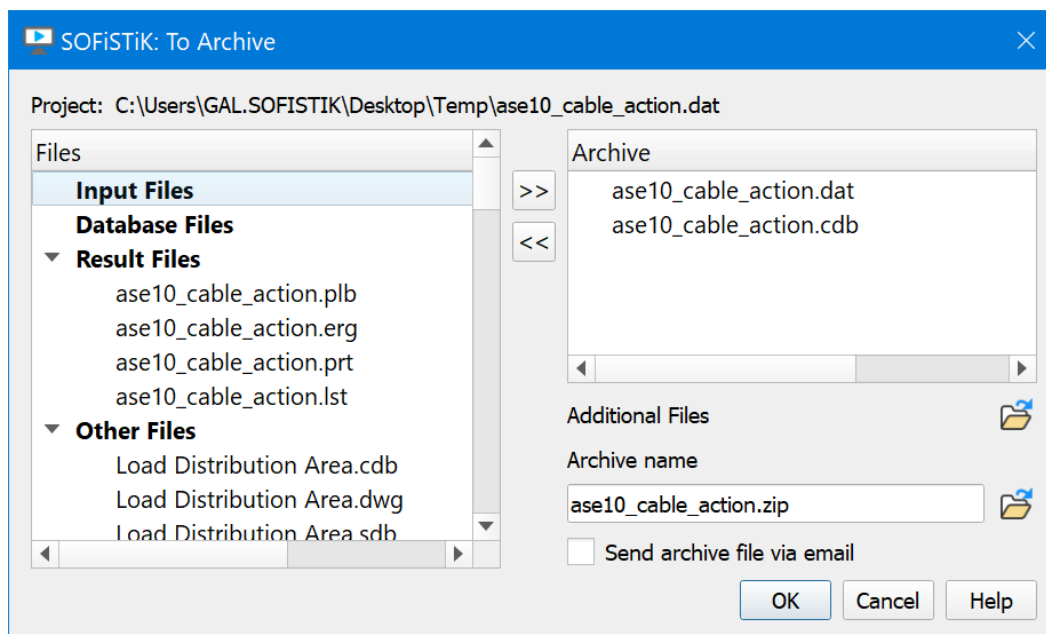 SOFiSTiK: To Archive
Project: C:\Users\GAL.SOFISTIK\Desktop\Temp\ase10_cable_action.dat
Files
Input Files
Database Files
Result Files
ase10_cable_action.plb
ase10_cable_action.erg
ase10_cable_action.prt
ase10_cable_action.lst
Other Files
Load Distribution Area.cdb
Load Distribution Area.dwg
Load Distribution Area.sdb
>>
<<
Archive
ase10_cable_action.dat
ase10_cable_action.cdb
Additional Files
Archive name
ase10_cable_action.zip
Send archive file via email
OK Cancel Help